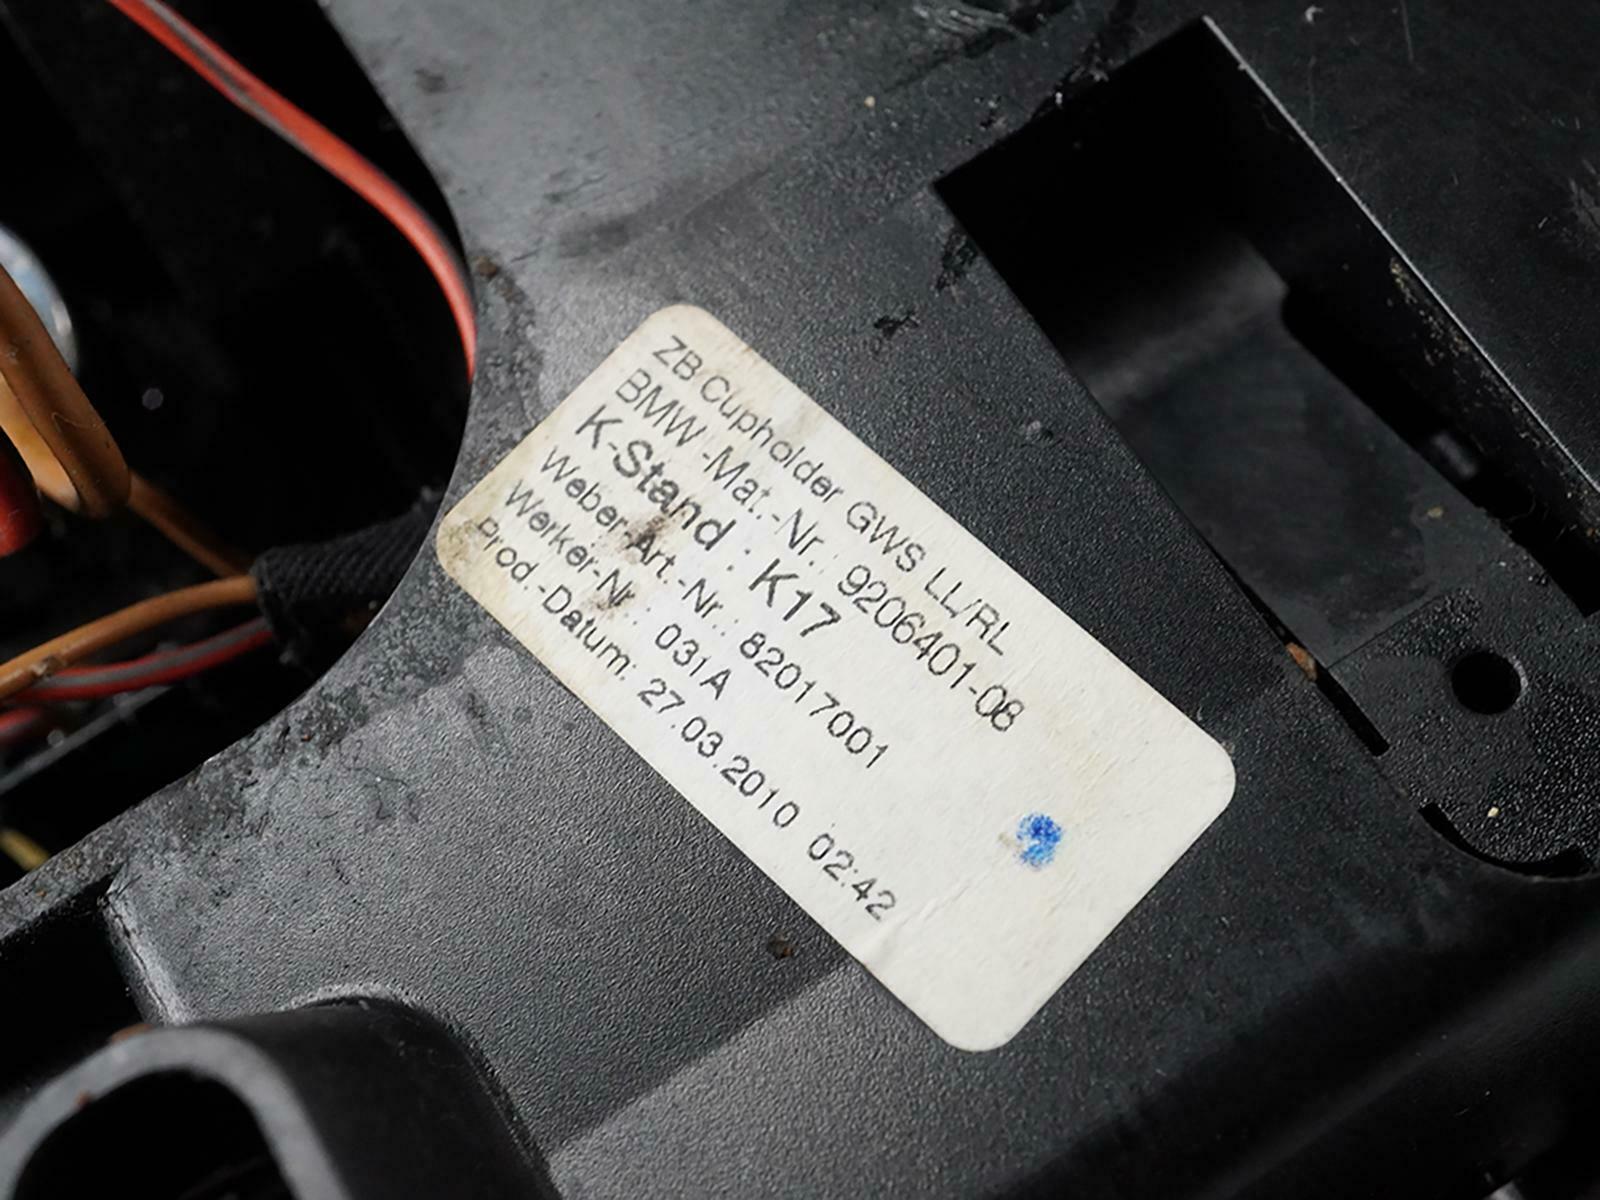 ZB Cupholder GWS LL/RL
BMW -Mat.-Nr.: 9206401-08
K-Stand : K17
Weber-Art.-Nr.: 82017001
Werker-Nr.: 031A
Prod.-Datum: 27.03.2010 02:42